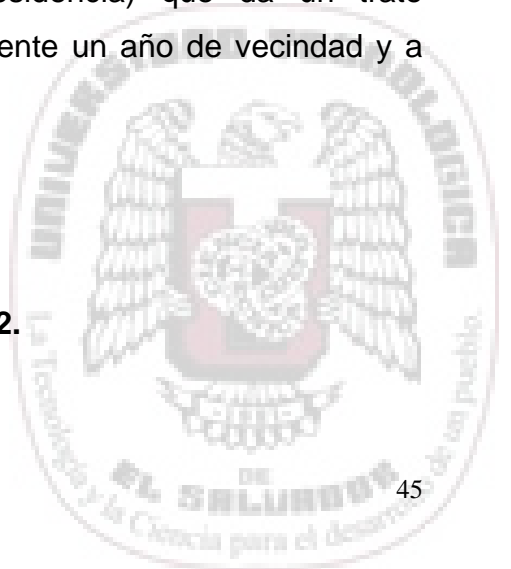 sidencia) que da un trato
ente un año de vecindad y a
UNIVERSIDAD TECNOLOGICA
2.
DE
EL SALVADOR
La Tecnología y la Ciencia para el desarrollo de un pueblo.
45